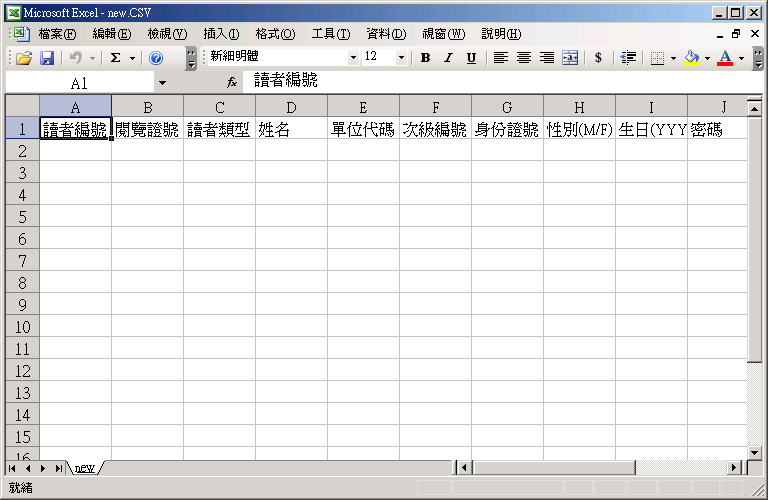 Microsoft Excel - new.CSV
檔案(F) 編輯(E) 檢視(V) 插入(I) 格式(O) 工具(T) 資料(D) 視窗(W) 說明(H)
Σ 新細明體 12 B I U $ A
A1 fx 讀者編號
A B C D E F G H I J
1 讀者編號 閱覽證號 讀者類型 姓名 單位代碼 次級編號 身份證號 性別(M/F) 生日(YYY 密碼
2
3
4
5
6
7
8
9
10
11
12
13
14
15
16
new
就緒